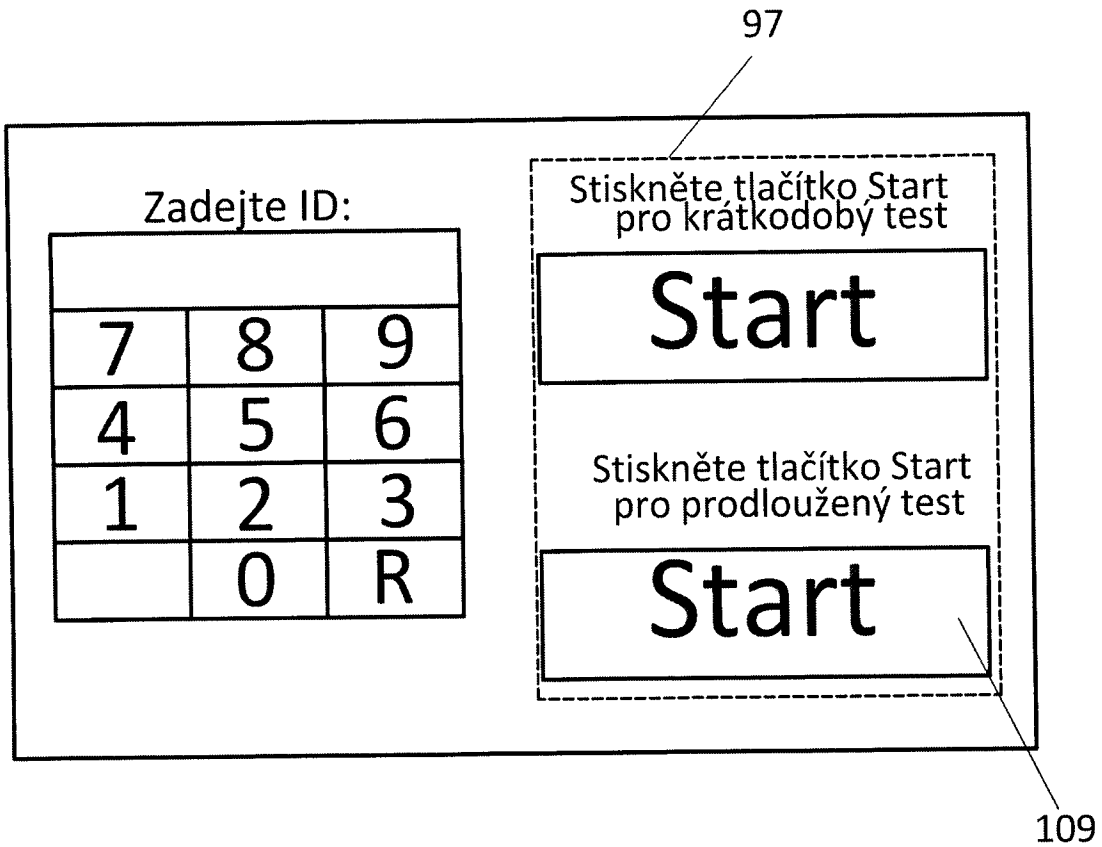 97
Zadejte ID:
7 8 9
4 5 6
1 2 3
0 R
Stiskněte tlačítko Start
pro krátkodobý test
Start
Stiskněte tlačítko Start
pro prodloužený test
Start
109